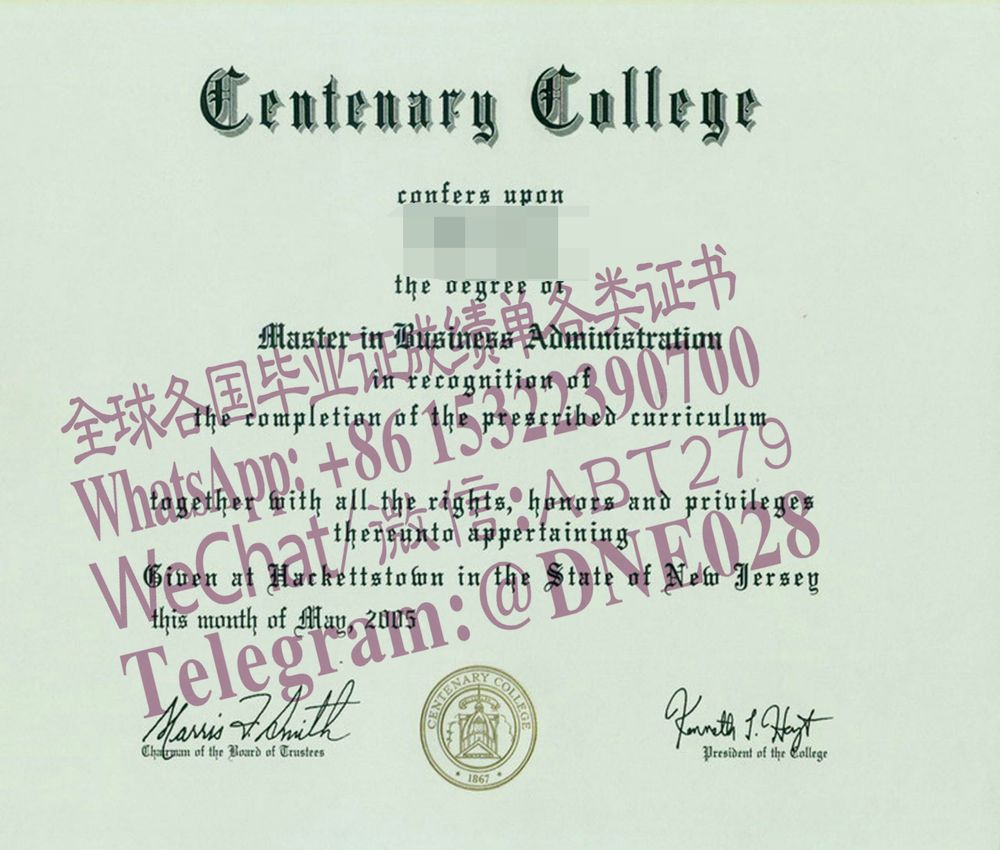 Centenary College
confers upon
the degree of
Master in Business Administration
in recognition of
the completion of the prescribed curriculum
together with all the rights, honors and privileges
thereunto appertaining
Given at Hackettstown in the State of New Jersey
this month of May, 2005
全球各国毕业证成绩单各类证书
WhatsApp: +86 15322390700
WeChat/微信:ABT279
Telegram:@DNE028
Chairman of the Board of Trustees
CENTENARY COLLEGE
1867
Kenneth L. Hoyt
President of the College